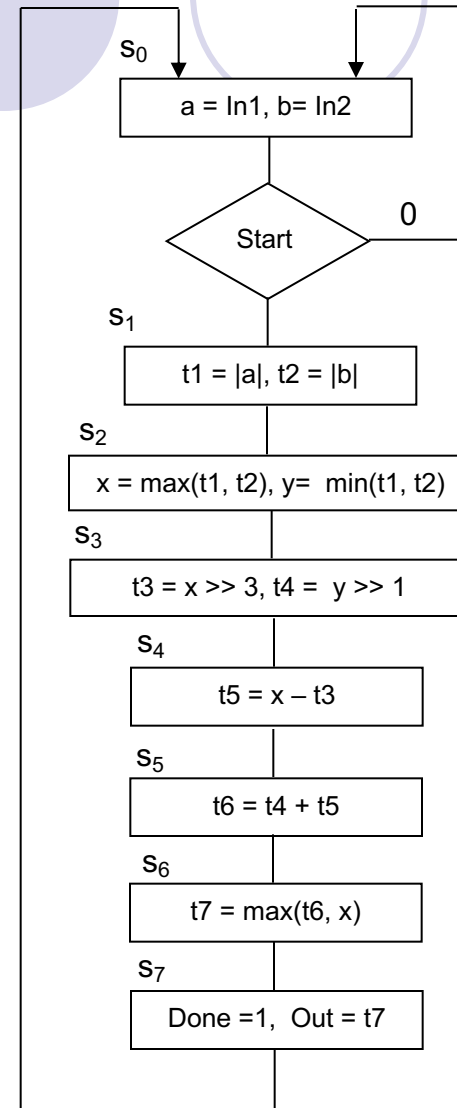 S₀
a = In1, b= In2
Start
0
S₁
t1 = |a|, t2 = |b|
S₂
x = max(t1, t2), y=  min(t1, t2)
S₃
t3 = x >> 3, t4 =  y >> 1
S₄
t5 = x – t3
S₅
t6 = t4 + t5
S₆
t7 = max(t6, x)
S₇
Done =1,  Out = t7